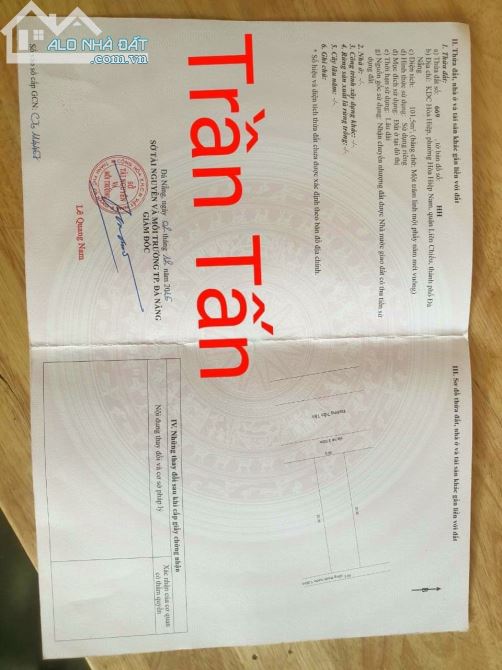 ALO NHÀ ĐẤT
.com.vn
Trần Tấn
II. Thửa đất, nhà ở và tài sản khác gắn liền với đất
1. Thửa đất:
a) Thửa đất số: 669 , tờ bản đồ số: HH
b) Địa chỉ: KDC Hòa Hiệp, phường Hòa Hiệp Nam, quận Liên Chiểu, thành phố Đà
Nẵng
c) Diện tích: 101,5m², (bằng chữ: Một trăm linh một phẩy năm mét vuông)
d) Hình thức sử dụng: Sử dụng riêng
đ) Mục đích sử dụng: Đất ở tại đô thị
e) Thời hạn sử dụng: Lâu dài
g) Nguồn gốc sử dụng: Nhận chuyển nhượng đất được Nhà nước giao đất có thu tiền sử
dụng đất
2. Nhà ở: -/-
3. Công trình xây dựng khác: -/-
4. Rừng sản xuất là rừng trồng: -/-
5. Cây lâu năm: -/-
6. Ghi chú:
* Số hiệu và diện tích thửa đất chưa được xác định theo bản đồ địa chính.
Đà Nẵng, ngày tháng năm 2016
SỞ TÀI NGUYÊN VÀ MÔI TRƯỜNG TP. ĐÀ NẴNG
GIÁM ĐỐC
Lê Quang Nam
sổ cấp GCN:
III. Sơ đồ thửa đất, nhà ở và tài sản khác gắn liền với đất
B
Đường Trần Tấn
IV. Những thay đổi sau khi cấp giấy chứng nhận
Nội dung thay đổi và cơ sở pháp lý
Xác nhận của cơ quan
có thẩm quyền